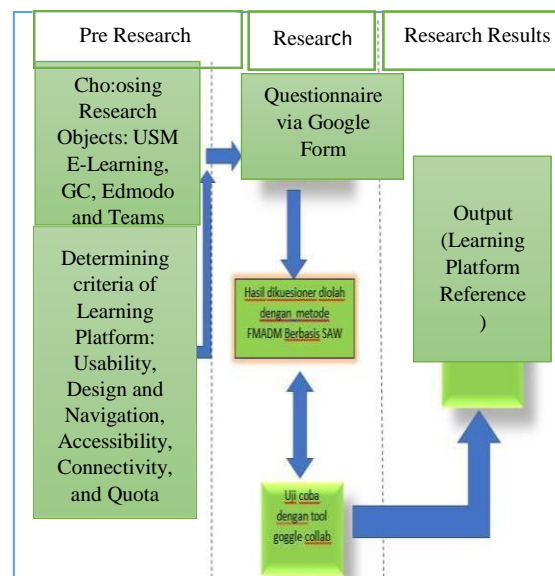 Pre Research
Research
Research Results
Cho:osing
Research
Objects: USM
E-Learning,
GC, Edmodo
and Teams
Determining
criteria of
Learning
Platform:
Usability,
Design and
Navigation,
Accessibility,
Connectivity,
and Quota
Questionnaire
via Google
Form
Hasil dikuesioner diolah
dengan metode
FMADM Berbasis SAW
Uji coba
dengan tool
goggle collab
Output
(Learning
Platform
Reference
)